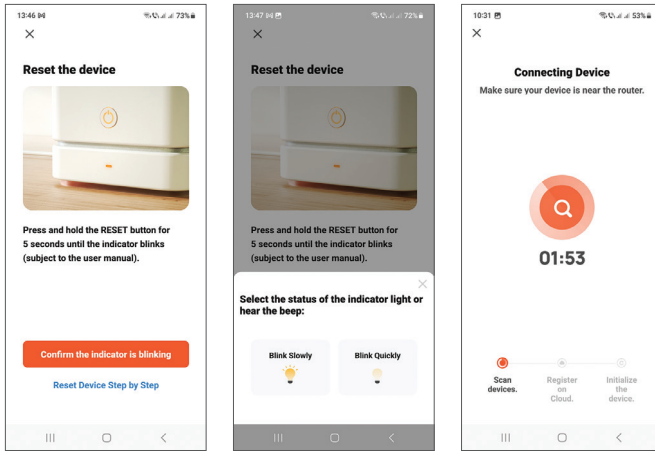 13:46
73%
Reset the device
Press and hold the RESET button for
5 seconds until the indicator blinks
(subject to the user manual).
Confirm the indicator is blinking
Reset Device Step by Step
13:47
72%
Reset the device
Press and hold the RESET button for
5 seconds until the indicator blinks
(subject to the user manual).
Select the status of the indicator light or
hear the beep:
Blink Slowly
Blink Quickly
10:31
53%
Connecting Device
Make sure your device is near the router.
01:53
Scan
devices.
Register
on
Cloud.
Initialize
the
device.